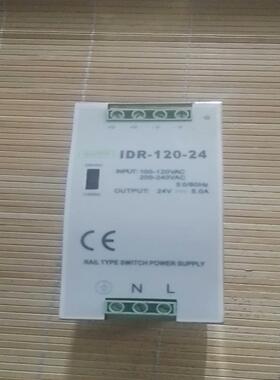 IDR-120-24
INPUT: 100-120VAC
200-240VAC
50/60Hz
OUTPUT: 24V 5.0A
CE
RAIL TYPE SWITCH POWER SUPPLY
N L